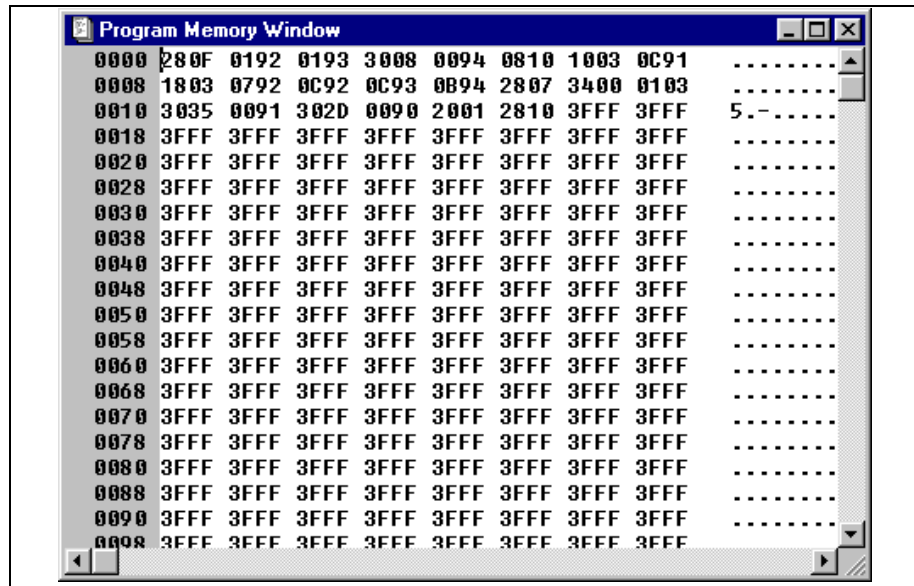 Program Memory Window
0000 280F 0192 0193 3008 0094 0810 1003 0C91 ........
0008 1803 0792 0C92 0C93 0B94 2807 3400 0103 ........
0010 3035 0091 302D 0090 2001 2810 3FFF 3FFF 5.-.....
0018 3FFF 3FFF 3FFF 3FFF 3FFF 3FFF 3FFF 3FFF ........
0020 3FFF 3FFF 3FFF 3FFF 3FFF 3FFF 3FFF 3FFF ........
0028 3FFF 3FFF 3FFF 3FFF 3FFF 3FFF 3FFF 3FFF ........
0030 3FFF 3FFF 3FFF 3FFF 3FFF 3FFF 3FFF 3FFF ........
0038 3FFF 3FFF 3FFF 3FFF 3FFF 3FFF 3FFF 3FFF ........
0040 3FFF 3FFF 3FFF 3FFF 3FFF 3FFF 3FFF 3FFF ........
0048 3FFF 3FFF 3FFF 3FFF 3FFF 3FFF 3FFF 3FFF ........
0050 3FFF 3FFF 3FFF 3FFF 3FFF 3FFF 3FFF 3FFF ........
0058 3FFF 3FFF 3FFF 3FFF 3FFF 3FFF 3FFF 3FFF ........
0060 3FFF 3FFF 3FFF 3FFF 3FFF 3FFF 3FFF 3FFF ........
0068 3FFF 3FFF 3FFF 3FFF 3FFF 3FFF 3FFF 3FFF ........
0070 3FFF 3FFF 3FFF 3FFF 3FFF 3FFF 3FFF 3FFF ........
0078 3FFF 3FFF 3FFF 3FFF 3FFF 3FFF 3FFF 3FFF ........
0080 3FFF 3FFF 3FFF 3FFF 3FFF 3FFF 3FFF 3FFF ........
0088 3FFF 3FFF 3FFF 3FFF 3FFF 3FFF 3FFF 3FFF ........
0090 3FFF 3FFF 3FFF 3FFF 3FFF 3FFF 3FFF 3FFF ........
0098 3FFF 3FFF 3FFF 3FFF 3FFF 3FFF 3FFF 3FFF